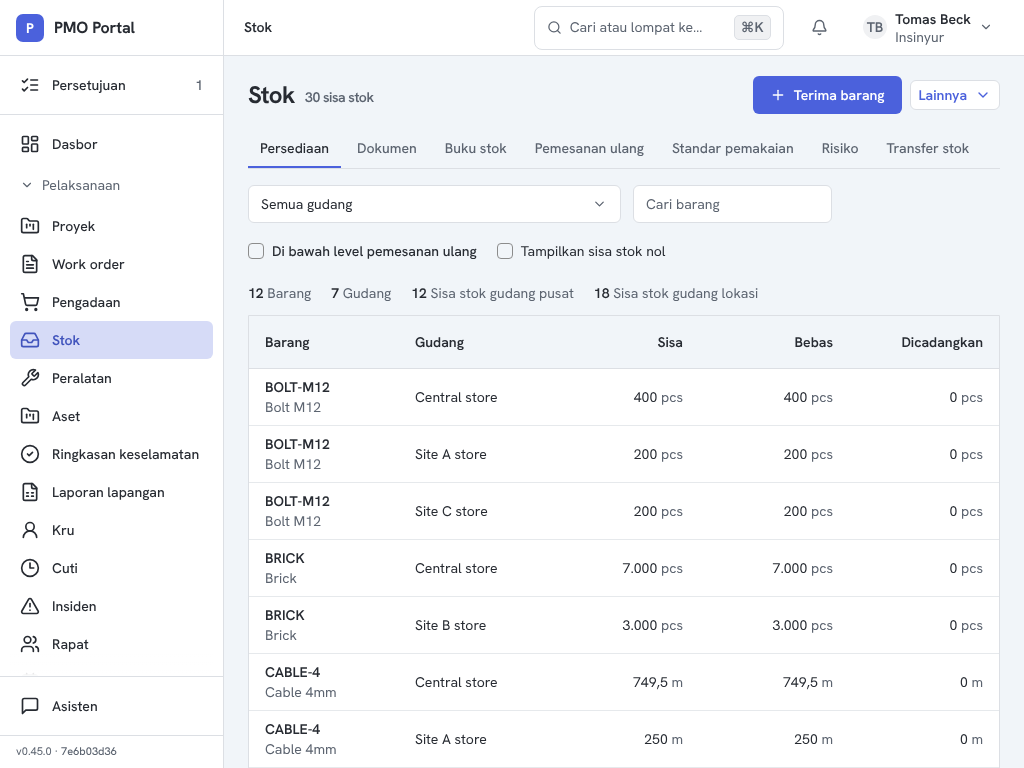 P PMO Portal
Stok
Cari atau lompat ke...
⌘K
TB
Tomas Beck
Insinyur
Persetujuan 1
Dasbor
Pelaksanaan
Proyek
Work order
Pengadaan
Stok
Peralatan
Aset
Ringkasan keselamatan
Laporan lapangan
Kru
Cuti
Insiden
Rapat
Asisten
v0.45.0 · 7e6b03d36
Stok 30 sisa stok
Terima barang
Lainnya
Persediaan Dokumen Buku stok Pemesanan ulang Standar pemakaian Risiko Transfer stok
Semua gudang
Cari barang
Di bawah level pemesanan ulang Tampilkan sisa stok nol
12 Barang 7 Gudang 12 Sisa stok gudang pusat 18 Sisa stok gudang lokasi
Barang Gudang Sisa Bebas Dicadangkan
BOLT-M12
Bolt M12
Central store 400 pcs 400 pcs 0 pcs
BOLT-M12
Bolt M12
Site A store 200 pcs 200 pcs 0 pcs
BOLT-M12
Bolt M12
Site C store 200 pcs 200 pcs 0 pcs
BRICK
Brick
Central store 7.000 pcs 7.000 pcs 0 pcs
BRICK
Brick
Site B store 3.000 pcs 3.000 pcs 0 pcs
CABLE-4
Cable 4mm
Central store 749,5 m 749,5 m 0 m
CABLE-4
Cable 4mm
Site A store 250 m 250 m 0 m